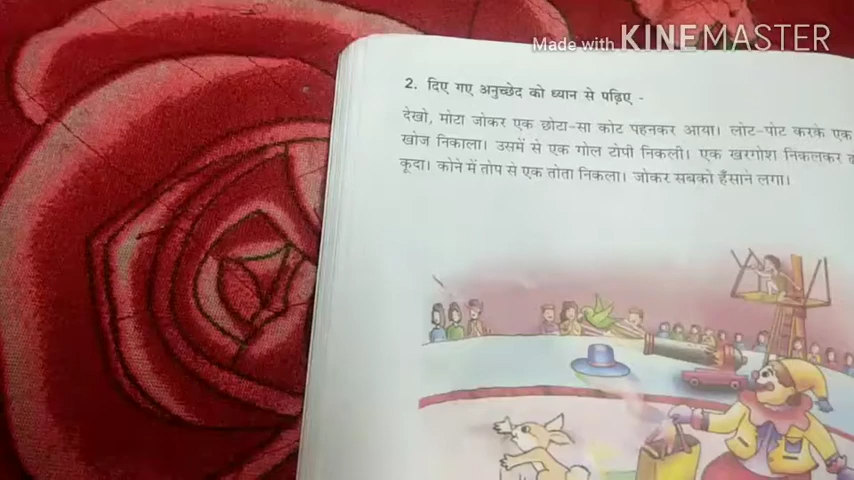 Made with KINEMASTER
2. दिए गए अनुच्छेद को ध्यान से पढ़िए -
देखो, मोटा जोकर एक छोटा-सा कोट पहनकर आया। लोट-पोट करके एक
खोज निकाला। उसमें से एक गोल टोपी निकली। एक खरगोश निकलकर
कूदा। कोने में तोप से एक तोता निकला। जोकर सबको हँसाने लगा।